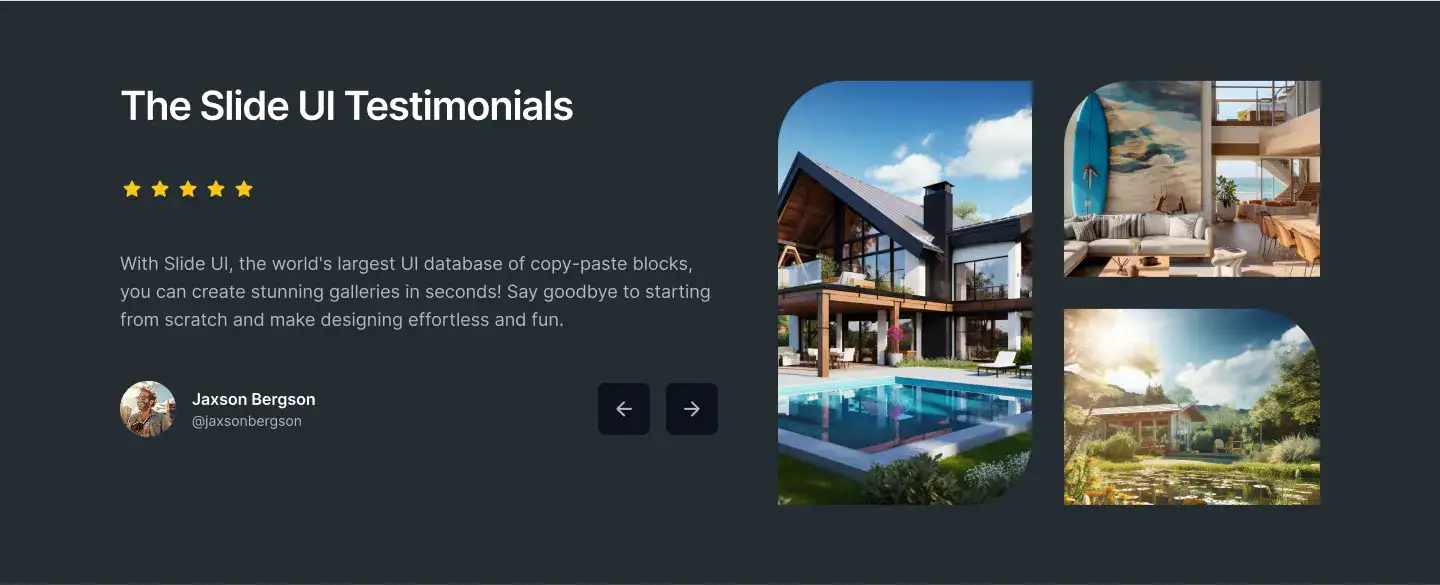 The Slide UI Testimonials
With Slide UI, the world's largest UI database of copy-paste blocks,
you can create stunning galleries in seconds! Say goodbye to starting
from scratch and make designing effortless and fun.
Jaxson Bergson
@jaxsonbergson